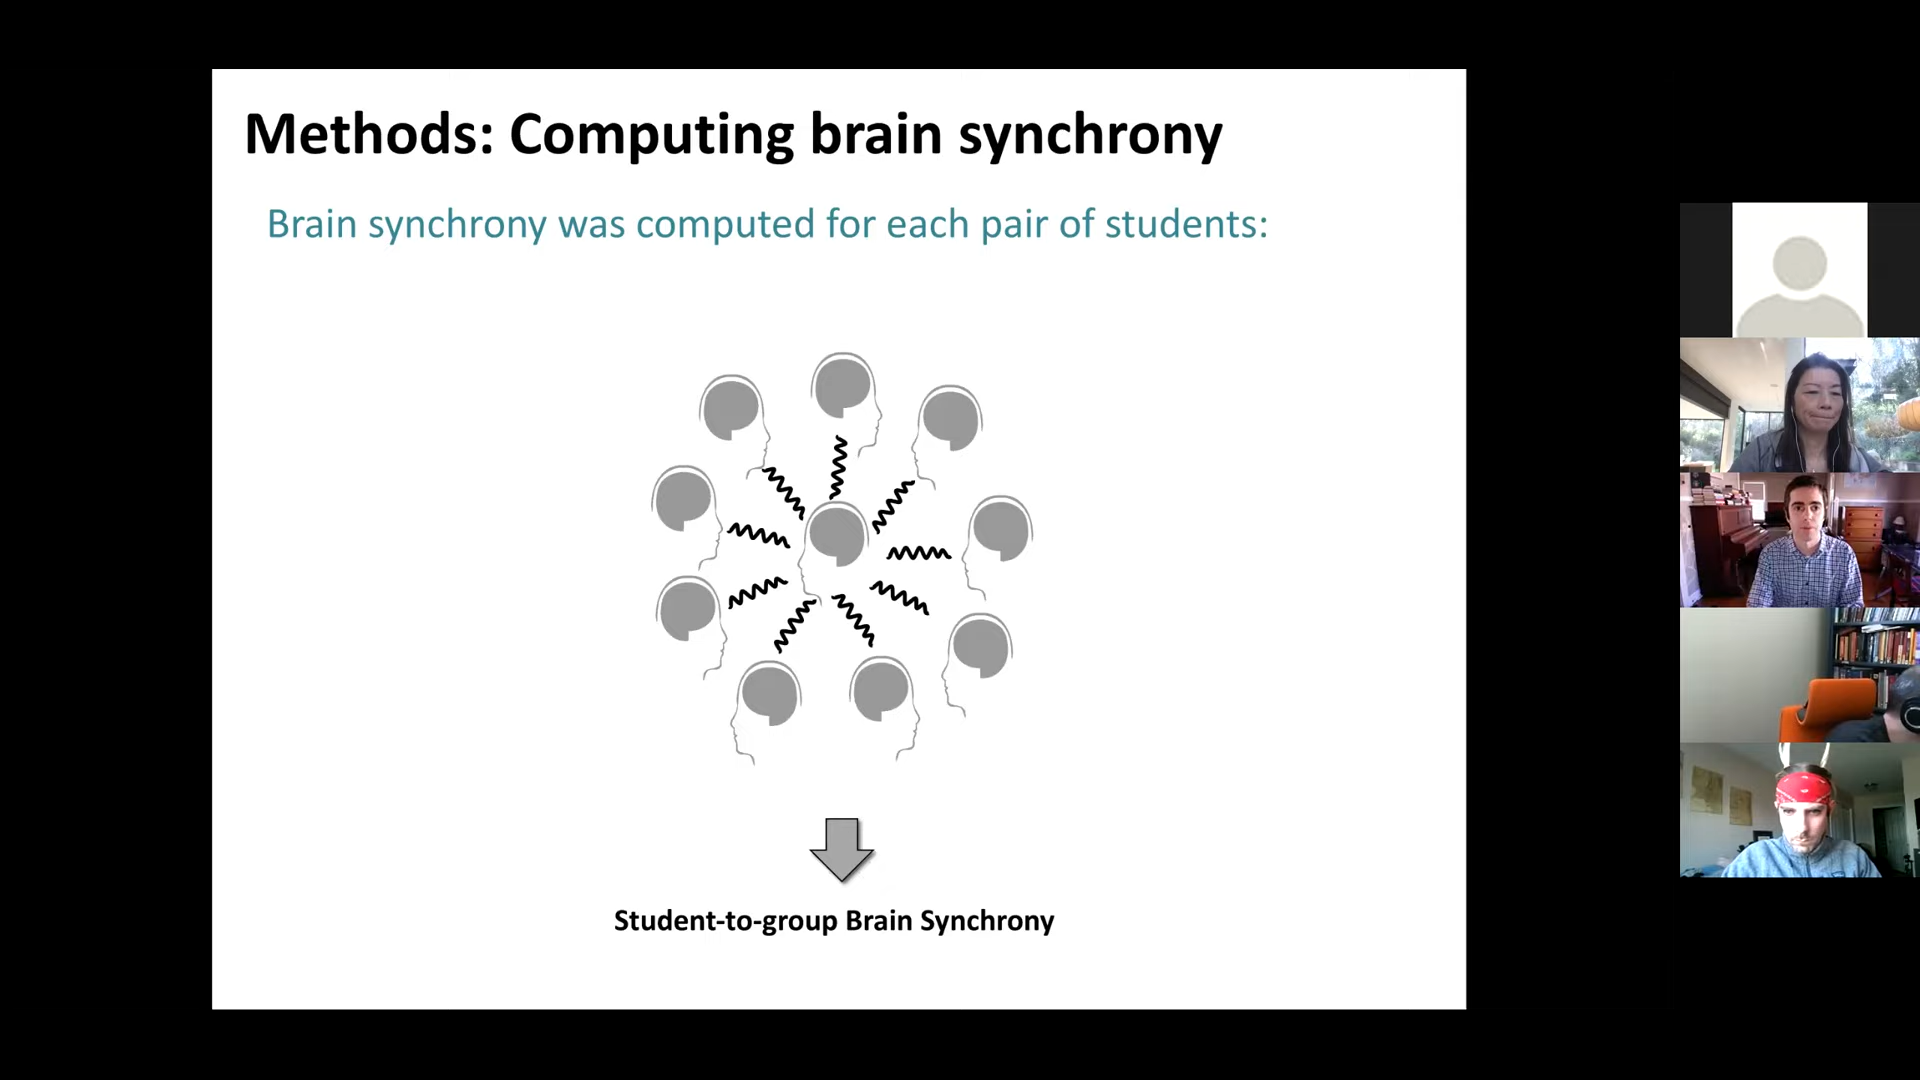 Methods: Computing brain synchrony
Brain synchrony was computed for each pair of students:
Student-to-group Brain Synchrony